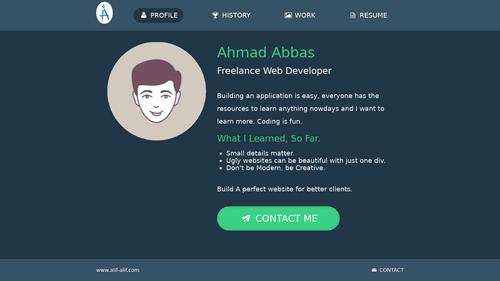 A
PROFILE
HISTORY
WORK
RESUME
Ahmad Abbas
Freelance Web Developer
Building an application is easy, everyone has the
resources to learn anything nowdays and I want to
learn more. Coding is fun.
What I Learned, So Far.
Small details matter.
Ugly websites can be beautiful with just one div.
Don't be Modern, be Creative.
Build A perfect website for better clients.
CONTACT ME
www.alif-alif.com
CONTACT